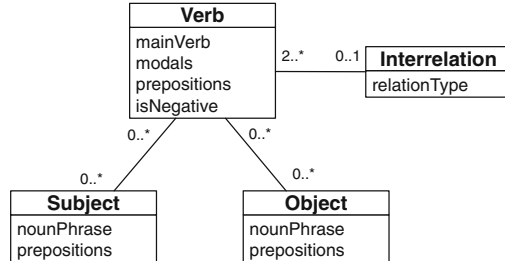 Verb
mainVerb
modals
prepositions
isNegative
2..* 0..1
Interrelation
relationType
0..* 0..*
0..* 0..*
Subject
nounPhrase
prepositions
Object
nounPhrase
prepositions